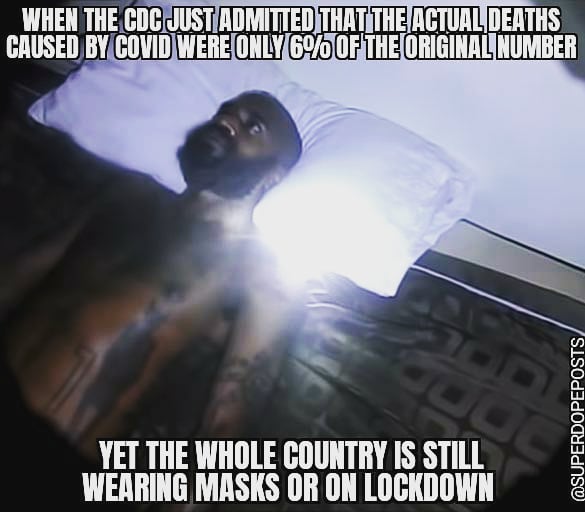 WHEN THE CDC JUST ADMITTED THAT THE ACTUAL DEATHS
CAUSED BY COVID WERE ONLY 6% OF THE ORIGINAL NUMBER
YET THE WHOLE COUNTRY IS STILL
WEARING MASKS OR ON LOCKDOWN
@SUPERDOPEPOSTS